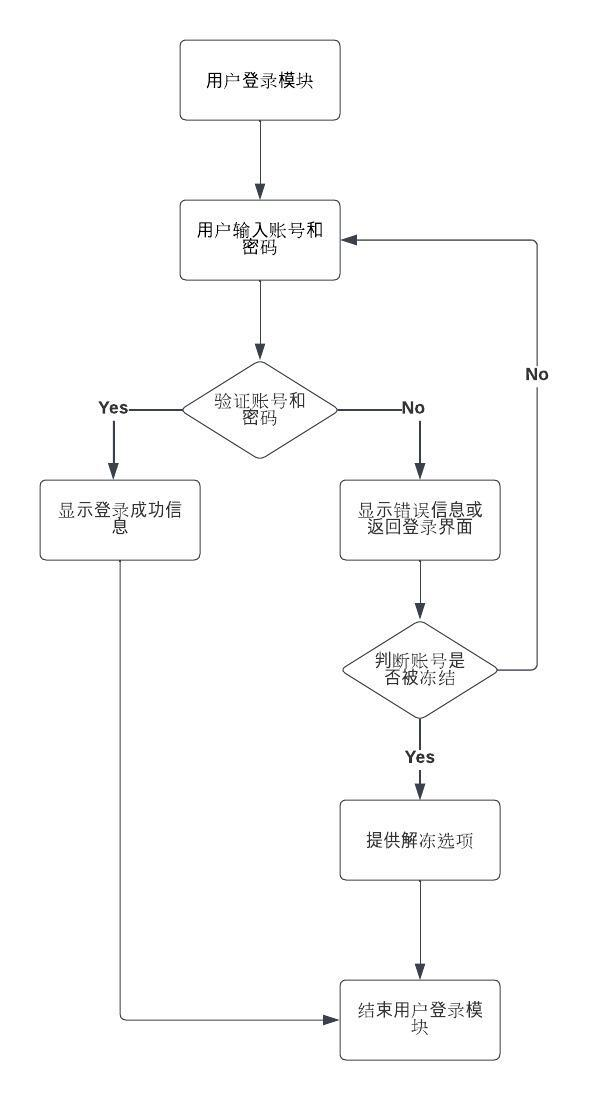 用户登录模块
用户输入账号和
密码
验证账号和
密码
Yes
No
显示登录成功信
息
显示错误信息或
返回登录界面
No
判断账号是
否被冻结
Yes
提供解冻选项
结束用户登录模
块